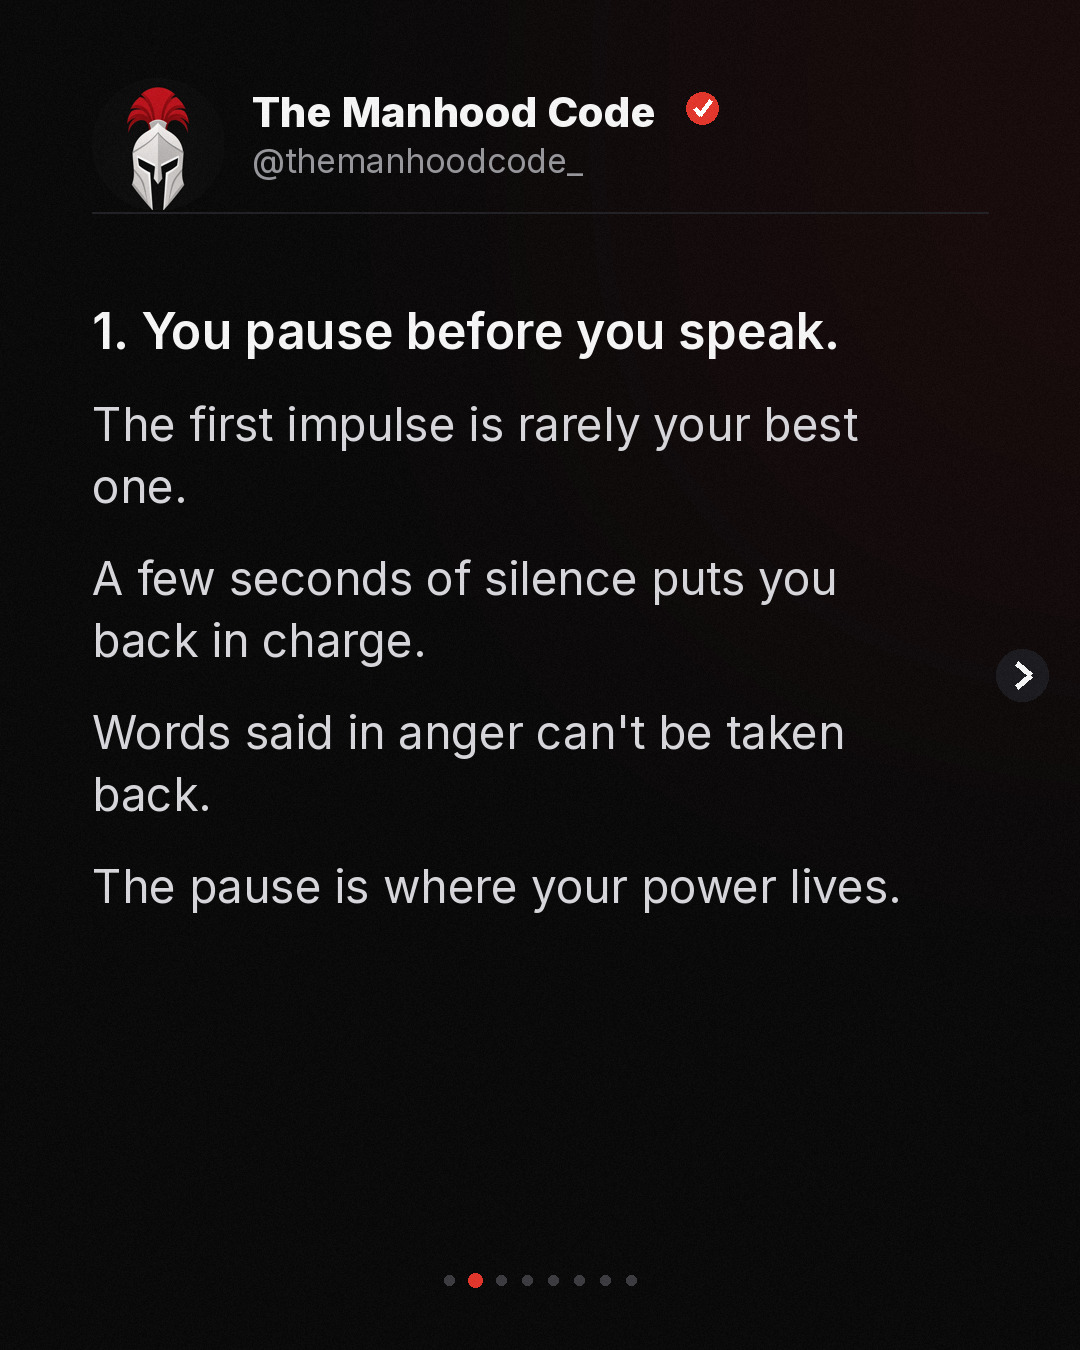 The Manhood Code
@themanhoodcode_
1. You pause before you speak.
The first impulse is rarely your best
one.
A few seconds of silence puts you
back in charge.
Words said in anger can't be taken
back.
The pause is where your power lives.